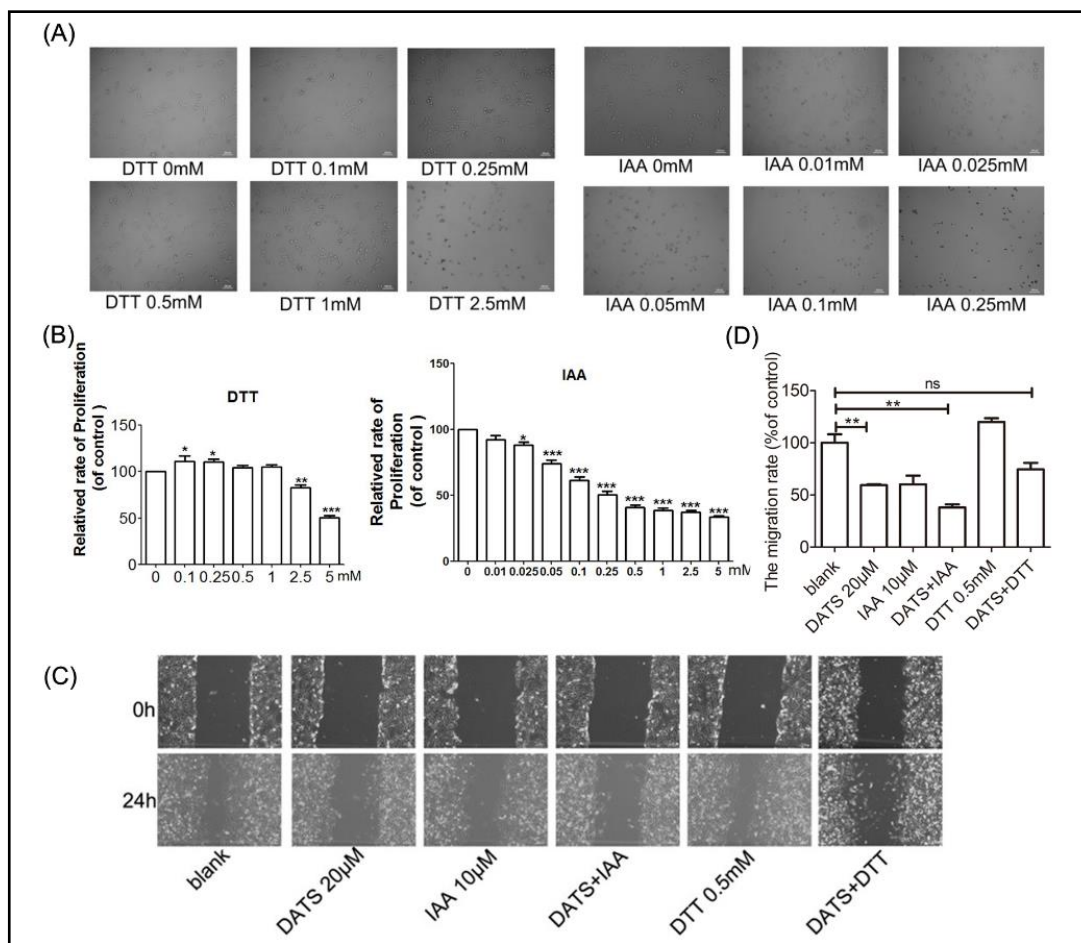 (A)
DTT 0mM
DTT 0.1mM
DTT 0.25mM
IAA 0mM
IAA 0.01mM
IAA 0.025mM
DTT 0.5mM
DTT 1mM
DTT 2.5mM
IAA 0.05mM
IAA 0.1mM
IAA 0.25mM
(B)
Relatived rate of Proliferation
(of control )
DTT
150
100
50
0
*
*
**
***
0 0.1 0.25 0.5 1 2.5 5 mM
Relatived rate of
Proliferation
(of control )
IAA
150
100
50
0
*
***
***
***
***
***
***
***
0 0.01 0.025 0.05 0.1 0.25 0.5 1 2.5 5 mM
(D)
The migration rate (%of control)
150
100
50
0
ns
**
**
blank
DATS 20μM
IAA 10μM
DATS+IAA
DTT 0.5mM
DATS+DTT
(C)
0h
24h
blank
DATS 20μM
IAA 10μM
DATS+IAA
DTT 0.5mM
DATS+DTT